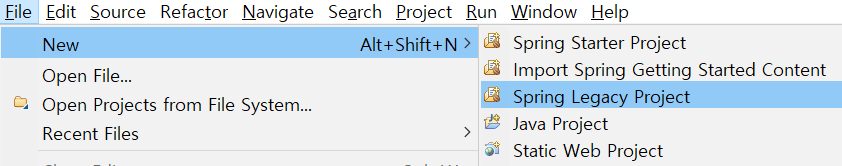 File Edit Source Refactor Navigate Search Project Run Window Help
New Alt+Shift+N
Spring Starter Project
Import Spring Getting Started Content
Spring Legacy Project
Java Project
Static Web Project
Open File...
Open Projects from File System...
Recent Files